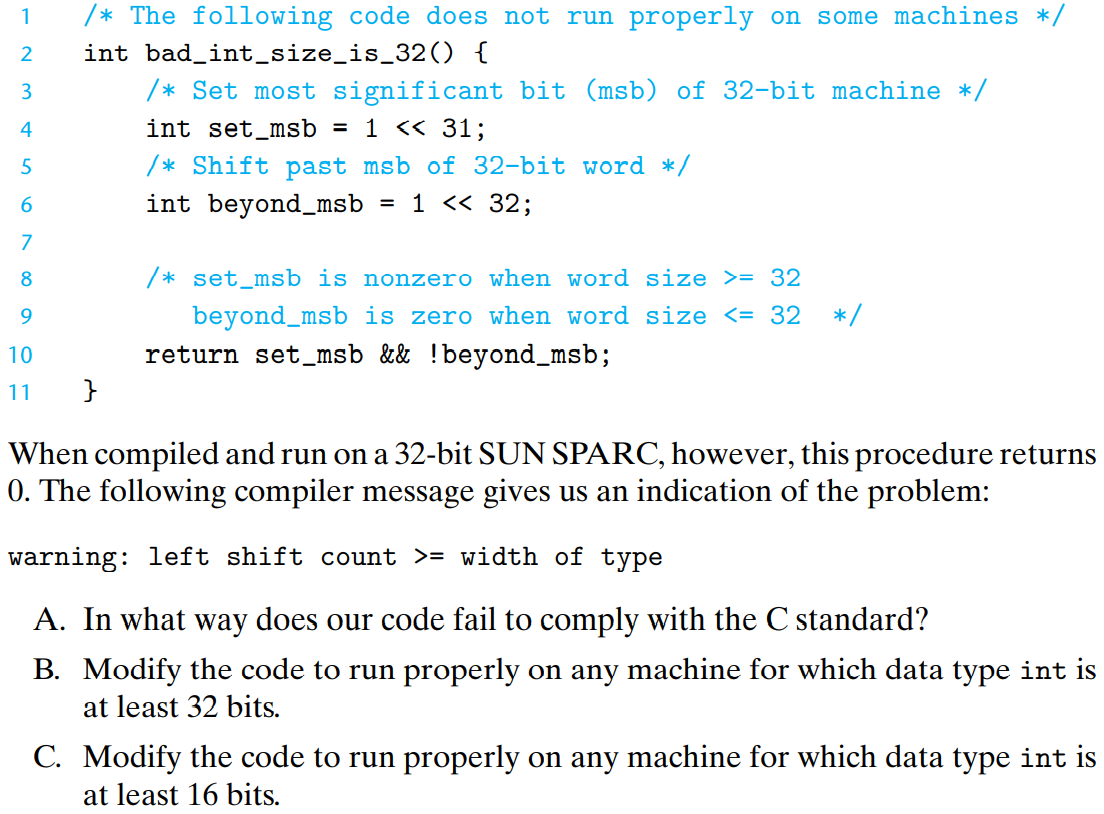 1 /* The following code does not run properly on some machines */
2 int bad_int_size_is_32() {
3 /* Set most significant bit (msb) of 32-bit machine */
4 int set_msb = 1 << 31;
5 /* Shift past msb of 32-bit word */
6 int beyond_msb = 1 << 32;
7
8 /* set_msb is nonzero when word size >= 32
9 beyond_msb is zero when word size <= 32 */
10 return set_msb && !beyond_msb;
11 }
When compiled and run on a 32-bit SUN SPARC, however, this procedure returns
0. The following compiler message gives us an indication of the problem:
warning: left shift count >= width of type
A. In what way does our code fail to comply with the C standard?
B. Modify the code to run properly on any machine for which data type int is
at least 32 bits.
C. Modify the code to run properly on any machine for which data type int is
at least 16 bits.